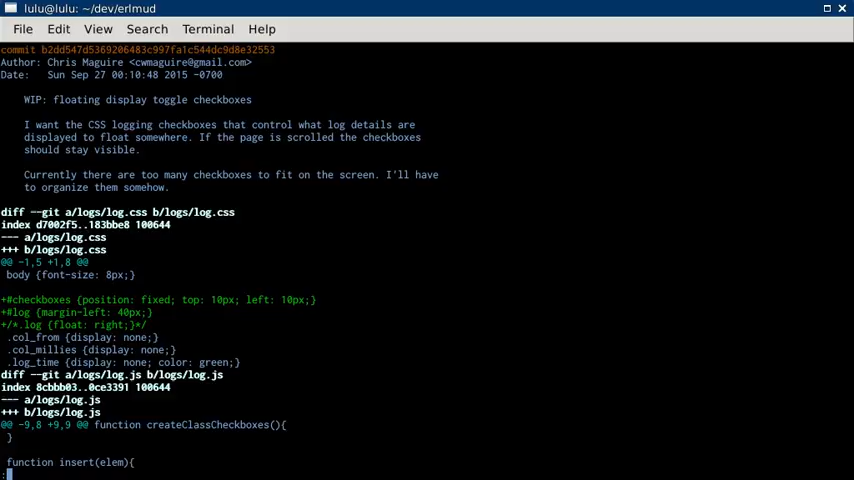 lulu@lulu: ~/dev/erlmud
File Edit View Search Terminal Help
commit b2dd547d5369206483c997fa1c544dc9d8e32553
Author: Chris Maguire <cwmaguire@gmail.com>
Date:   Sun Sep 27 00:10:48 2015 -0700
WIP: floating display toggle checkboxes
I want the CSS logging checkboxes that control what log details are
displayed to float somewhere. If the page is scrolled the checkboxes
should stay visible.
Currently there are too many checkboxes to fit on the screen. I'll have
to organize them somehow.
diff --git a/logs/log.css b/logs/log.css
index d7002f5..183bbe8 100644
--- a/logs/log.css
+++ b/logs/log.css
@@ -1,5 +1,8 @@
body {font-size: 8px;}
+#checkboxes {position: fixed; top: 10px; left: 10px;}
+#log {margin-left: 40px;}
+/*.log {float: right;}*/
.col_from {display: none;}
.col_millies {display: none;}
.log_time {display: none; color: green;}
diff --git a/logs/log.js b/logs/log.js
index 8cbbb03..0ce3391 100644
--- a/logs/log.js
+++ b/logs/log.js
@@ -9,8 +9,9 @@ function createClassCheckboxes(){
}
function insert(elem){
: